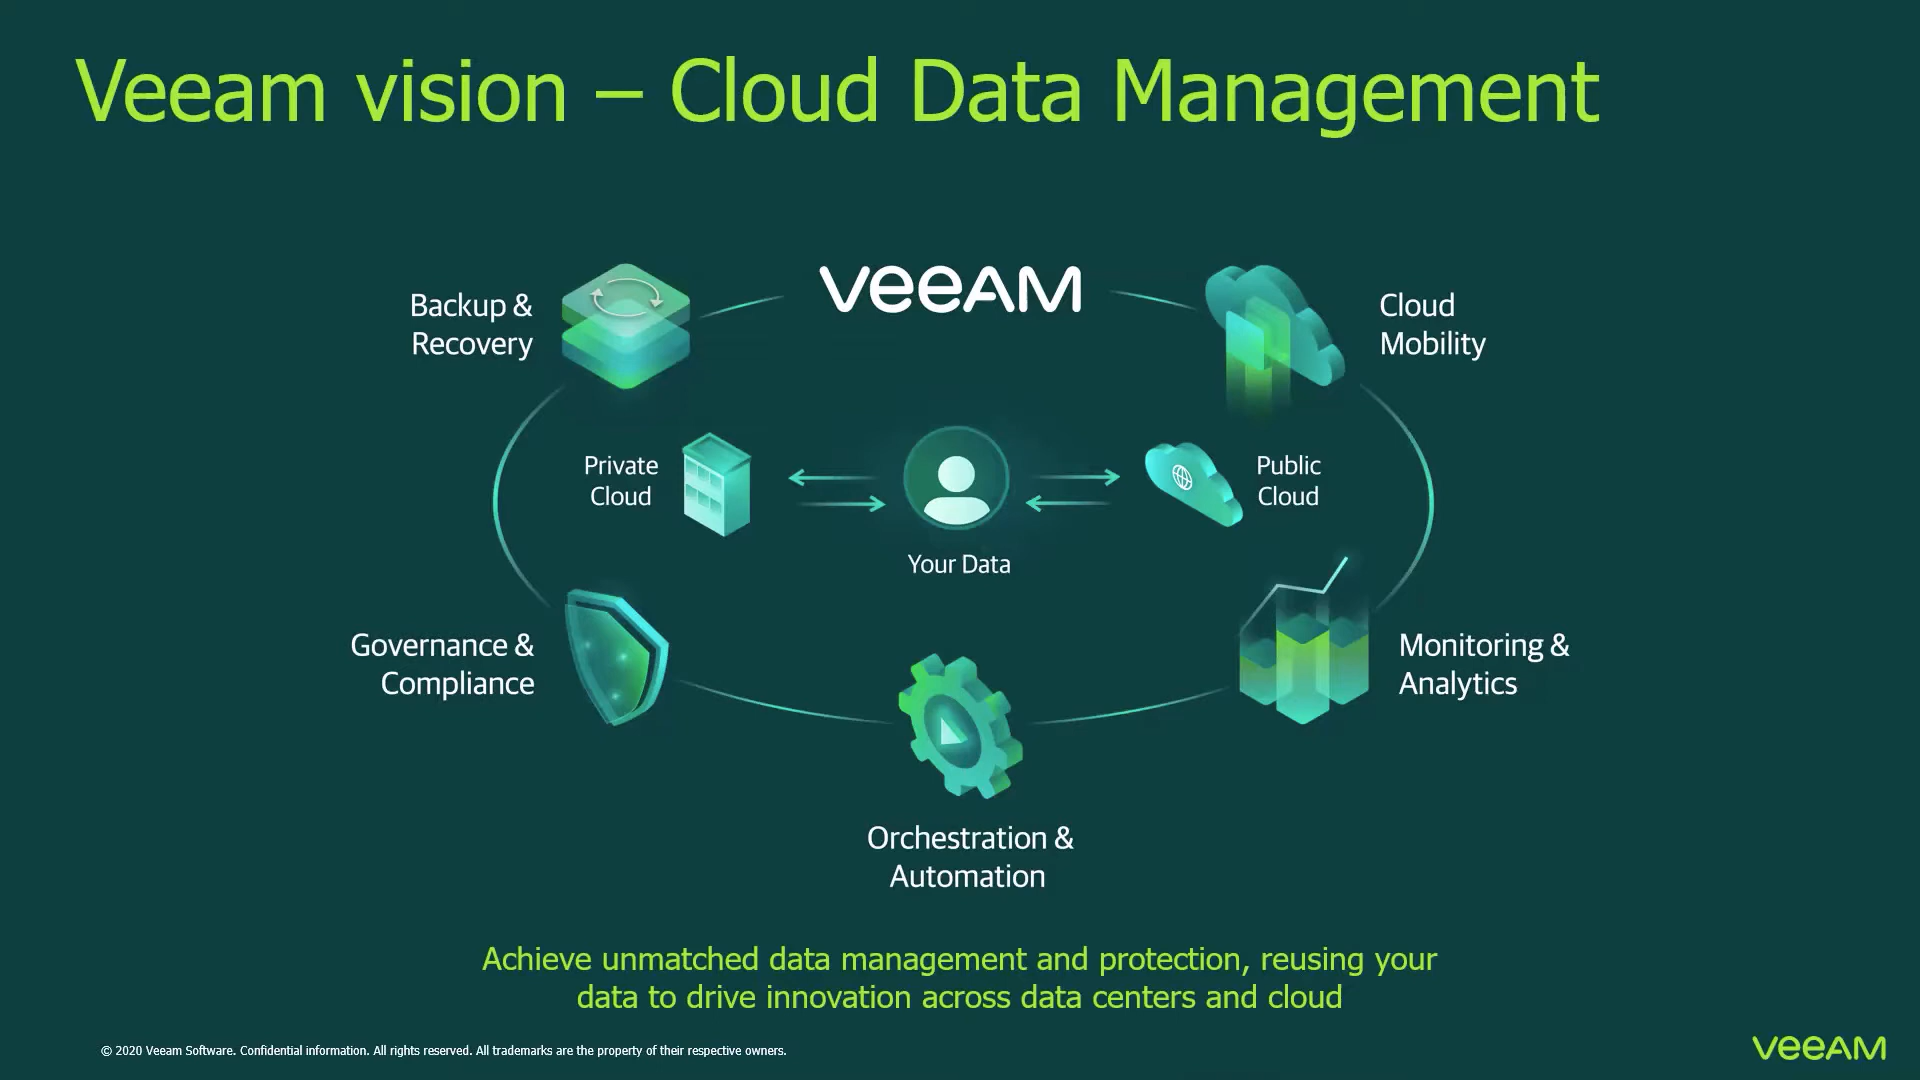 Veeam vision – Cloud Data Management
VEEAM
Backup &
Recovery
Cloud
Mobility
Private
Cloud
Public
Cloud
Your Data
Governance &
Compliance
Monitoring &
Analytics
Orchestration &
Automation
Achieve unmatched data management and protection, reusing your
data to drive innovation across data centers and cloud
© 2020 Veeam Software. Confidential information. All rights reserved. All trademarks are the property of their respective owners.
VEEAM